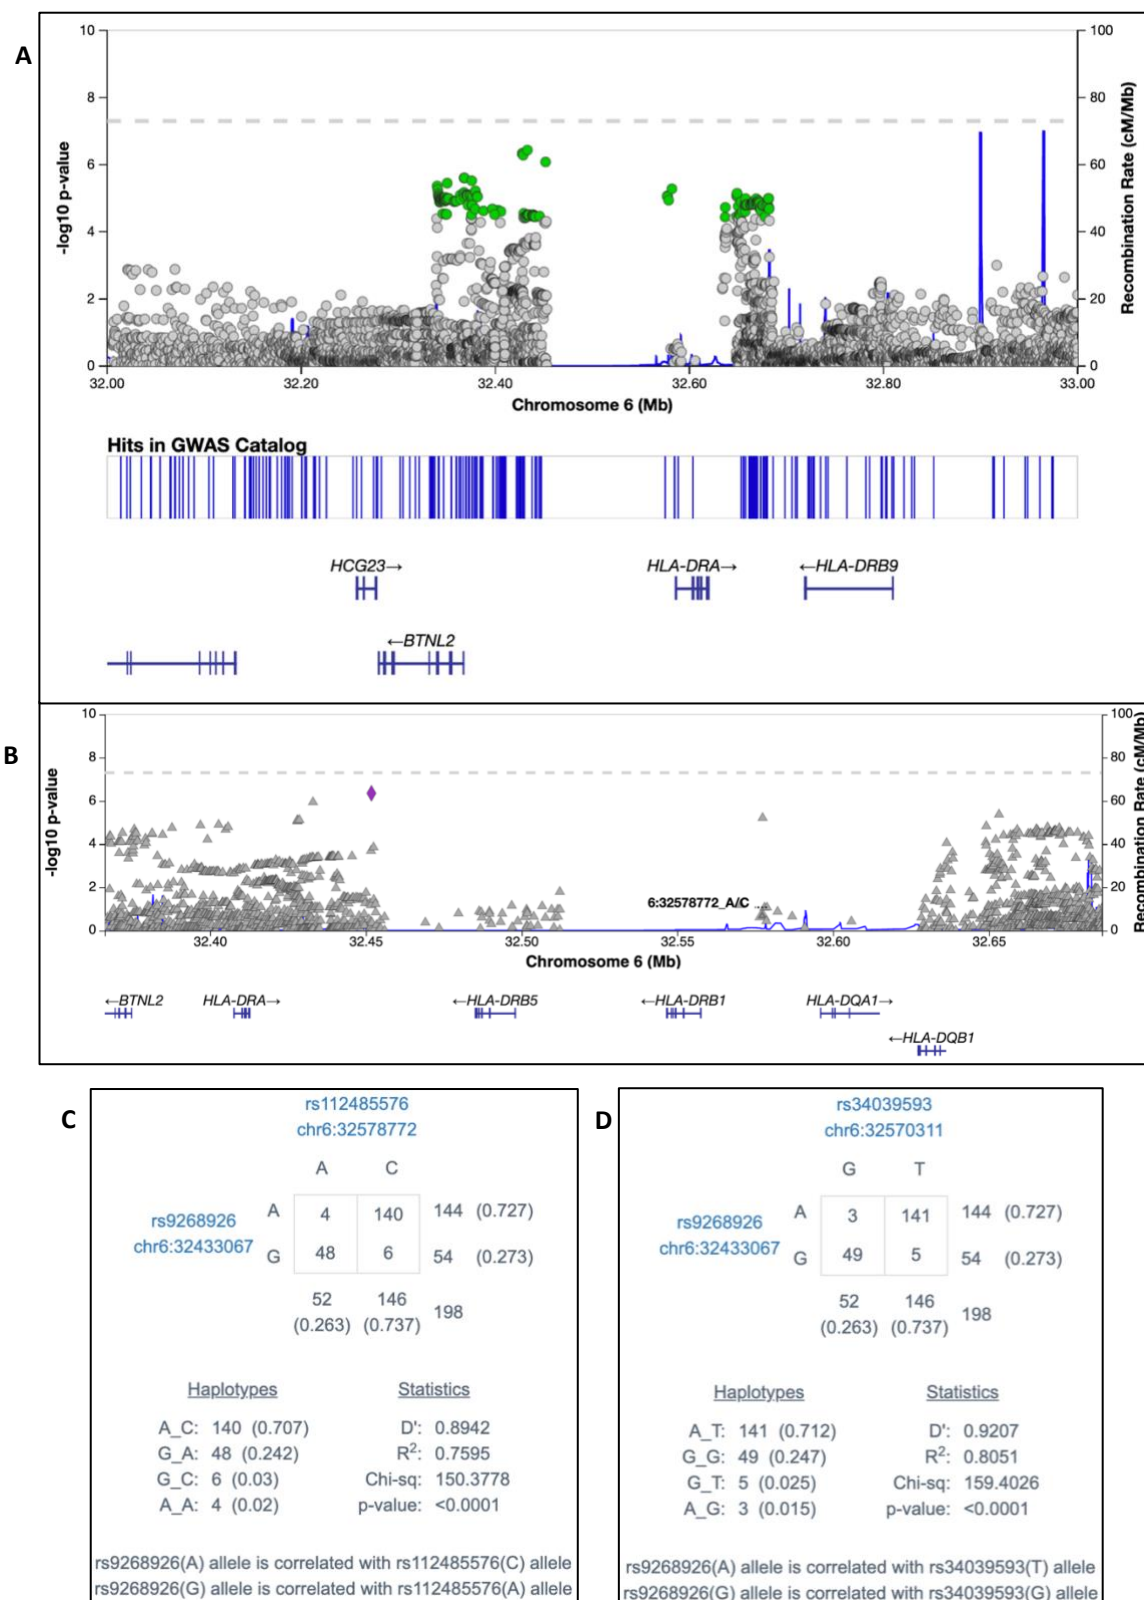 A
10
8
6
4
2
0
-log10 p-value
100
80
60
40
20
0
Recombination Rate (cM/Mb)
32.00
32.20
32.40
32.60
32.80
33.00
Chromosome 6 (Mb)
Hits in GWAS Catalog
HCG23→
HLA-DRA→
←HLA-DRB9
←BTNL2
B
10
8
6
4
2
0
-log10 p-value
100
80
60
40
20
0
Recombination Rate (cM/Mb)
6:32578772_A/C
32.40
32.45
32.50
32.55
32.60
32.65
Chromosome 6 (Mb)
←BTNL2
HLA-DRA→
←HLA-DRB5
←HLA-DRB1
HLA-DQA1→
←HLA-DQB1
C
rs112485576
chr6:32578772
A C
rs9268926
chr6:32433067
A 4 140 144 (0.727)
G 48 6 54 (0.273)
52 146 198
(0.263) (0.737)
Haplotypes Statistics
A_C: 140 (0.707) D': 0.8942
G_A: 48 (0.242) R2: 0.7595
G_C: 6 (0.03) Chi-sq: 150.3778
A_A: 4 (0.02) p-value: <0.0001
rs9268926(A) allele is correlated with rs112485576(C) allele
rs9268926(G) allele is correlated with rs112485576(A) allele
D
rs34039593
chr6:32570311
G T
rs9268926
chr6:32433067
A 3 141 144 (0.727)
G 49 5 54 (0.273)
52 146 198
(0.263) (0.737)
Haplotypes Statistics
A_T: 141 (0.712) D': 0.9207
G_G: 49 (0.247) R2: 0.8051
G_T: 5 (0.025) Chi-sq: 159.4026
A_G: 3 (0.015) p-value: <0.0001
rs9268926(A) allele is correlated with rs34039593(T) allele
rs9268926(G) allele is correlated with rs34039593(G) allele